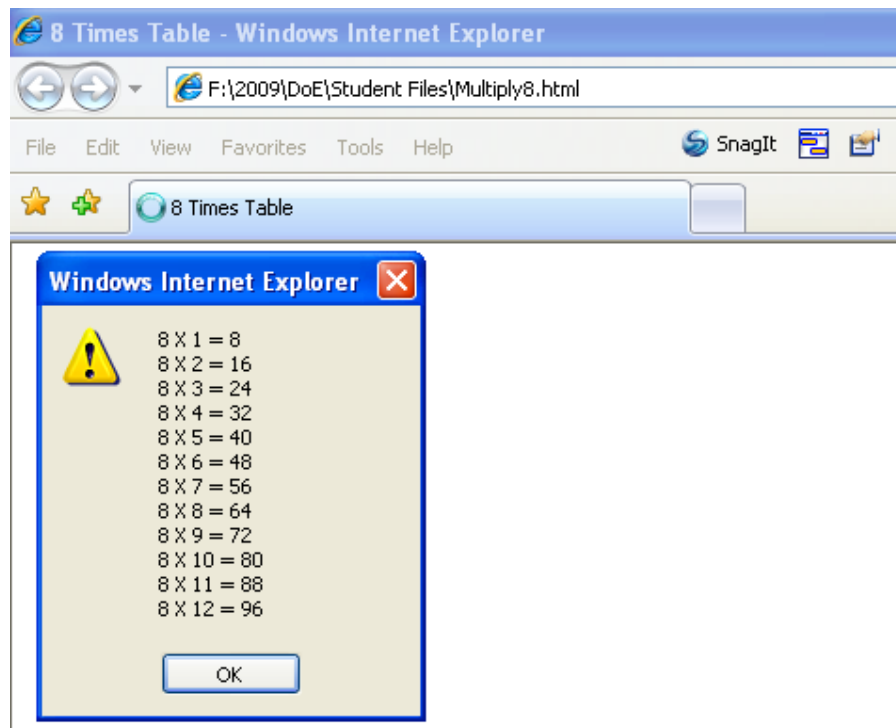 8 Times Table - Windows Internet Explorer
F:\2009\DoE\Student Files\Multiply8.html
File Edit View Favorites Tools Help SnagIt
8 Times Table
Windows Internet Explorer
8 X 1 = 8
8 X 2 = 16
8 X 3 = 24
8 X 4 = 32
8 X 5 = 40
8 X 6 = 48
8 X 7 = 56
8 X 8 = 64
8 X 9 = 72
8 X 10 = 80
8 X 11 = 88
8 X 12 = 96
OK